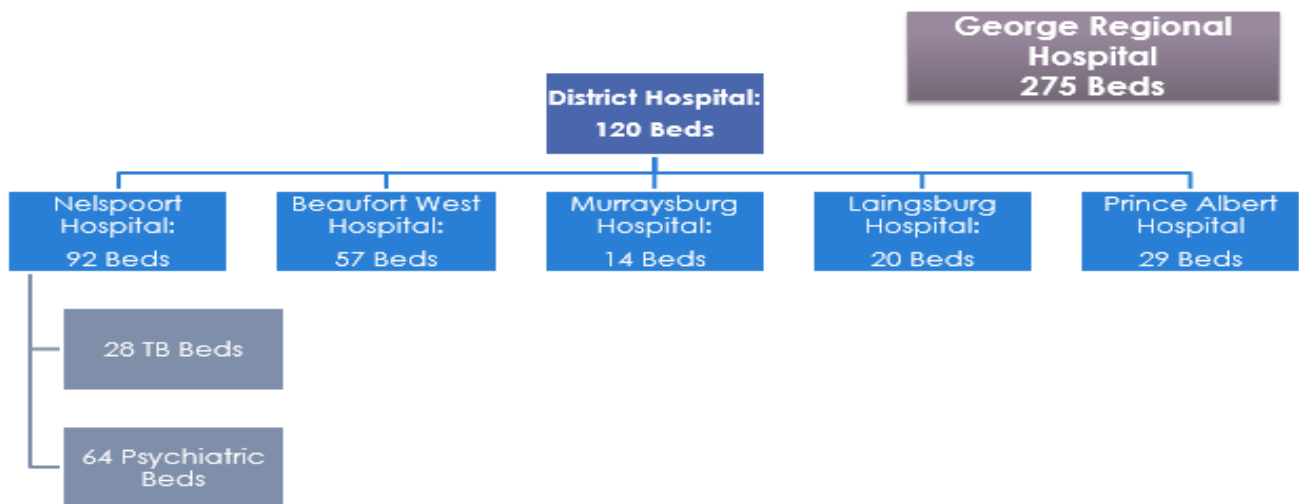 George Regional
Hospital
275 Beds
District Hospital:
120 Beds
Nelspoort
Hospital:
92 Beds
Beaufort West
Hospital:
57 Beds
Murraysburg
Hospital:
14 Beds
Laingsburg
Hospital:
20 Beds
Prince Albert
Hospital
29 Beds
28 TB Beds
64 Psychiatric
Beds